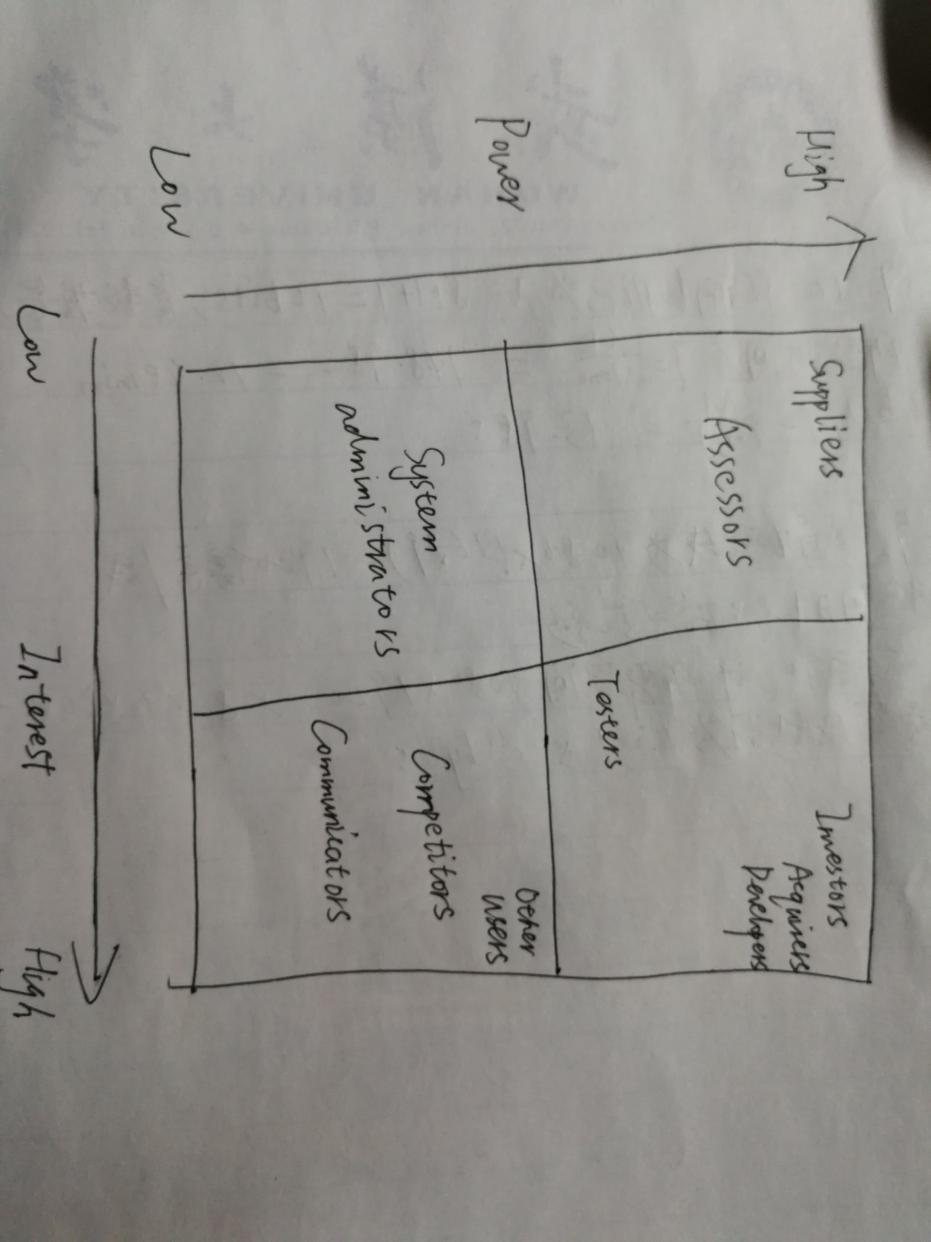 High
Power
Low
Suppliers
Assessors
Investors
Acquirers
Developers
Testers
System
administrators
Other
users
Competitors
Communicators
Low
Interest
High